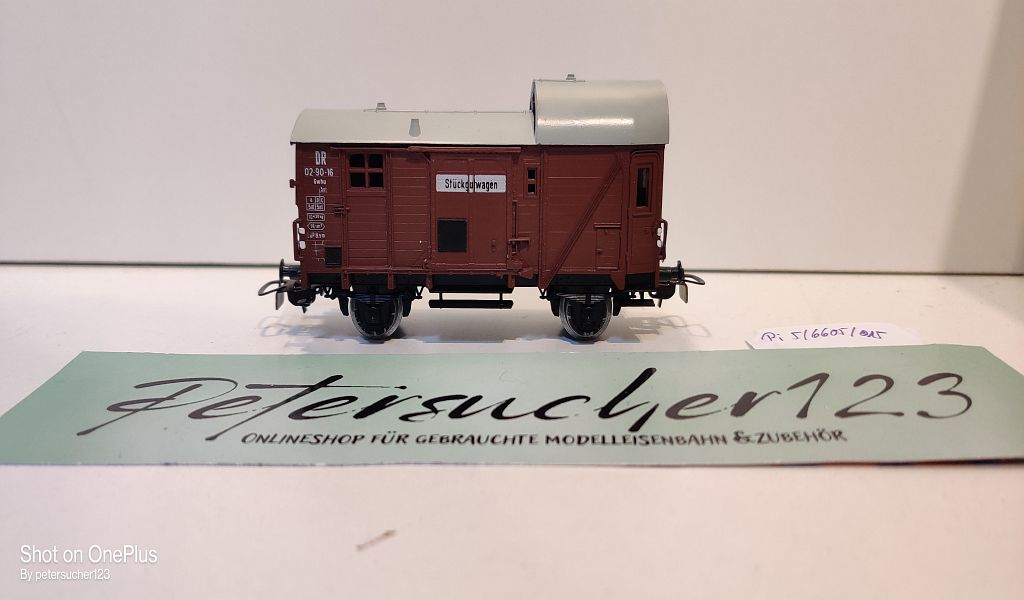 DR
02-90-16
Gwhu
Stückgutwagen
Pi 5/6605/015
Petersucher123
ONLINESHOP FÜR GEBRAUCHTE MODELLEISENBAHN & ZUBEHÖR
Shot on OnePlus
By petersucher123